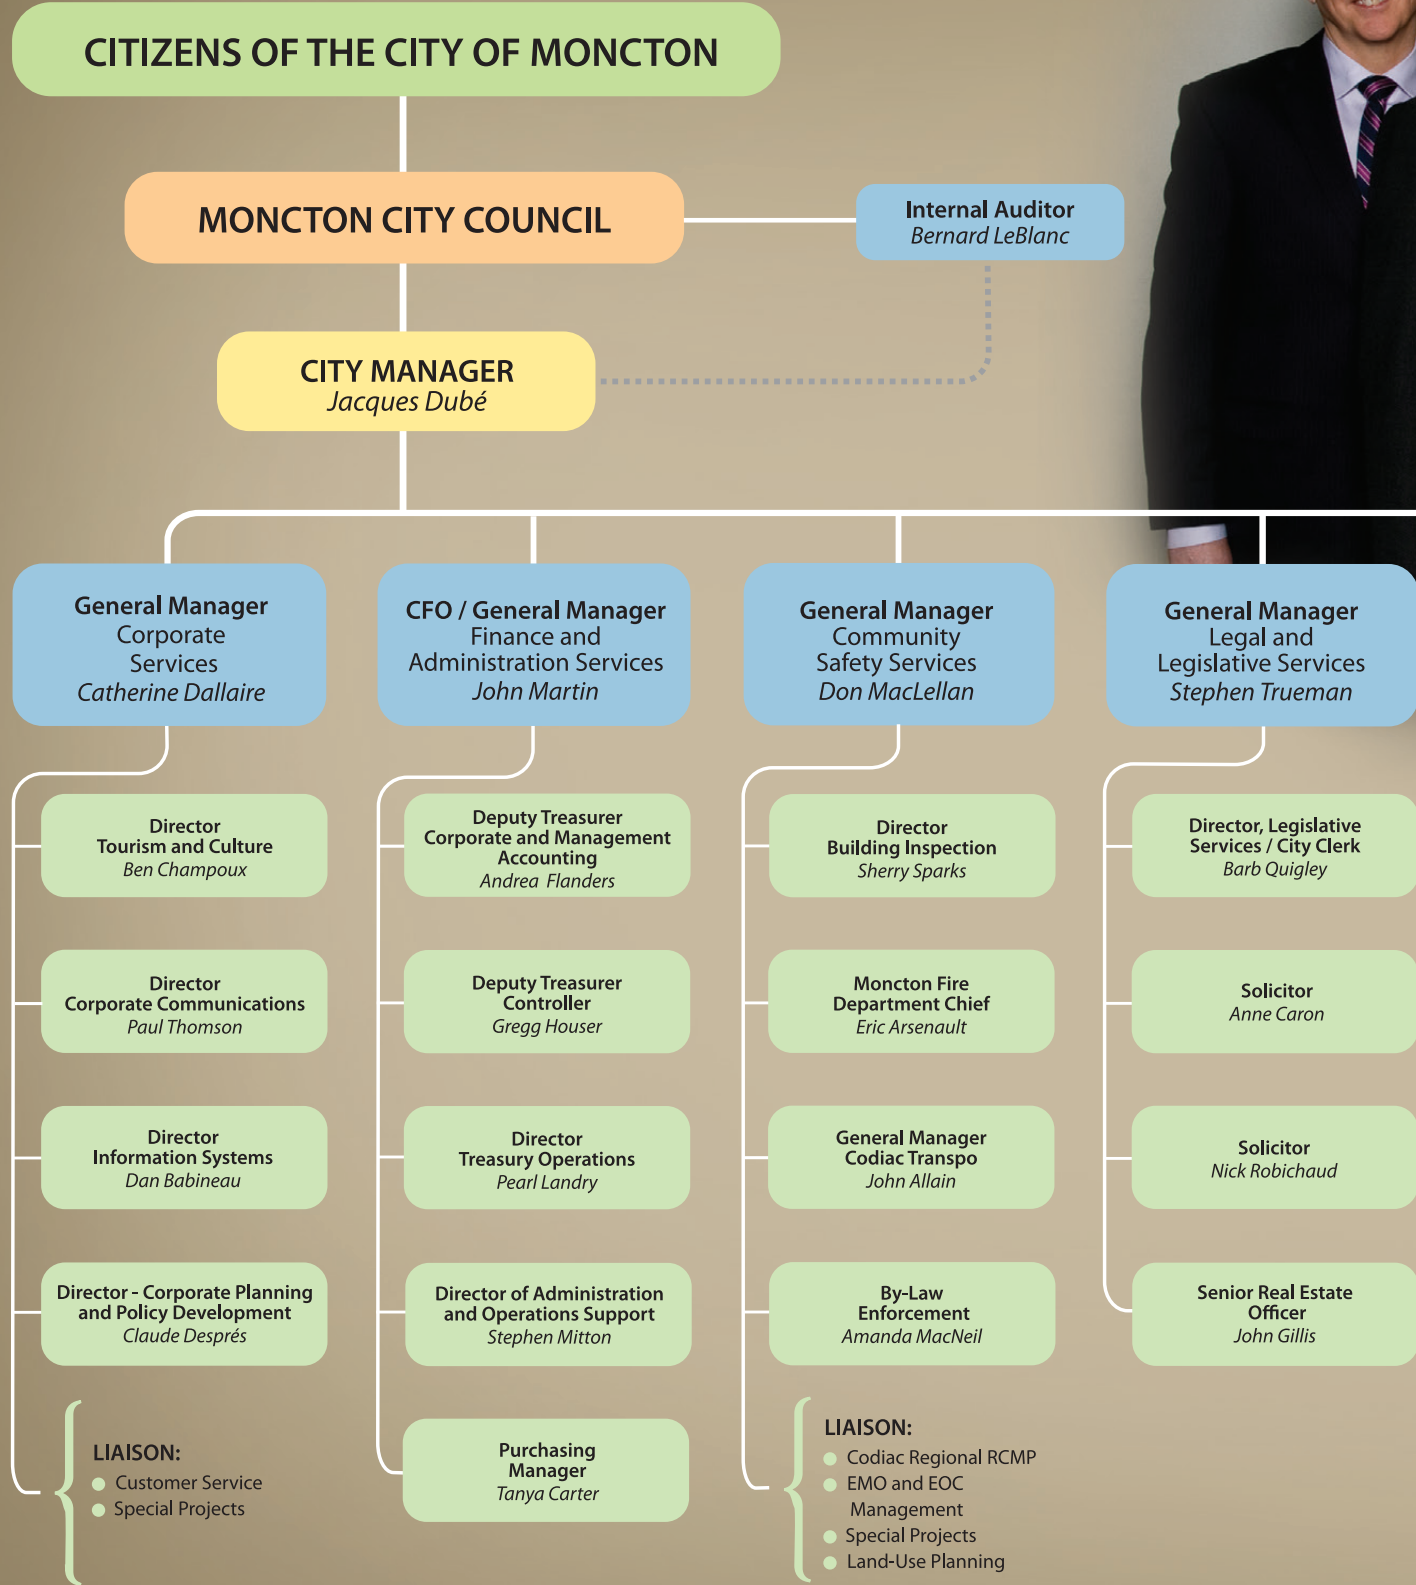 CITIZENS OF THE CITY OF MONCTON
MONCTON CITY COUNCIL
Internal Auditor
Bernard LeBlanc
CITY MANAGER
Jacques Dubé
General Manager
Corporate
Services
Catherine Dallaire
CFO / General Manager
Finance and
Administration Services
John Martin
General Manager
Community
Safety Services
Don MacLellan
General Manager
Legal and
Legislative Services
Stephen Trueman
Director
Tourism and Culture
Ben Champoux
Director
Corporate Communications
Paul Thomson
Director
Information Systems
Dan Babineau
Director - Corporate Planning
and Policy Development
Claude Després
LIAISON:
Customer Service
Special Projects
Deputy Treasurer
Corporate and Management
Accounting
Andrea Flanders
Deputy Treasurer
Controller
Gregg Houser
Director
Treasury Operations
Pearl Landry
Director of Administration
and Operations Support
Stephen Mitton
Purchasing
Manager
Tanya Carter
Director
Building Inspection
Sherry Sparks
Moncton Fire
Department Chief
Eric Arsenault
General Manager
Codiac Transpo
John Allain
By-Law
Enforcement
Amanda MacNeil
LIAISON:
Codiac Regional RCMP
EMO and EOC
Management
Special Projects
Land-Use Planning
Director, Legislative
Services / City Clerk
Barb Quigley
Solicitor
Anne Caron
Solicitor
Nick Robichaud
Senior Real Estate
Officer
John Gillis